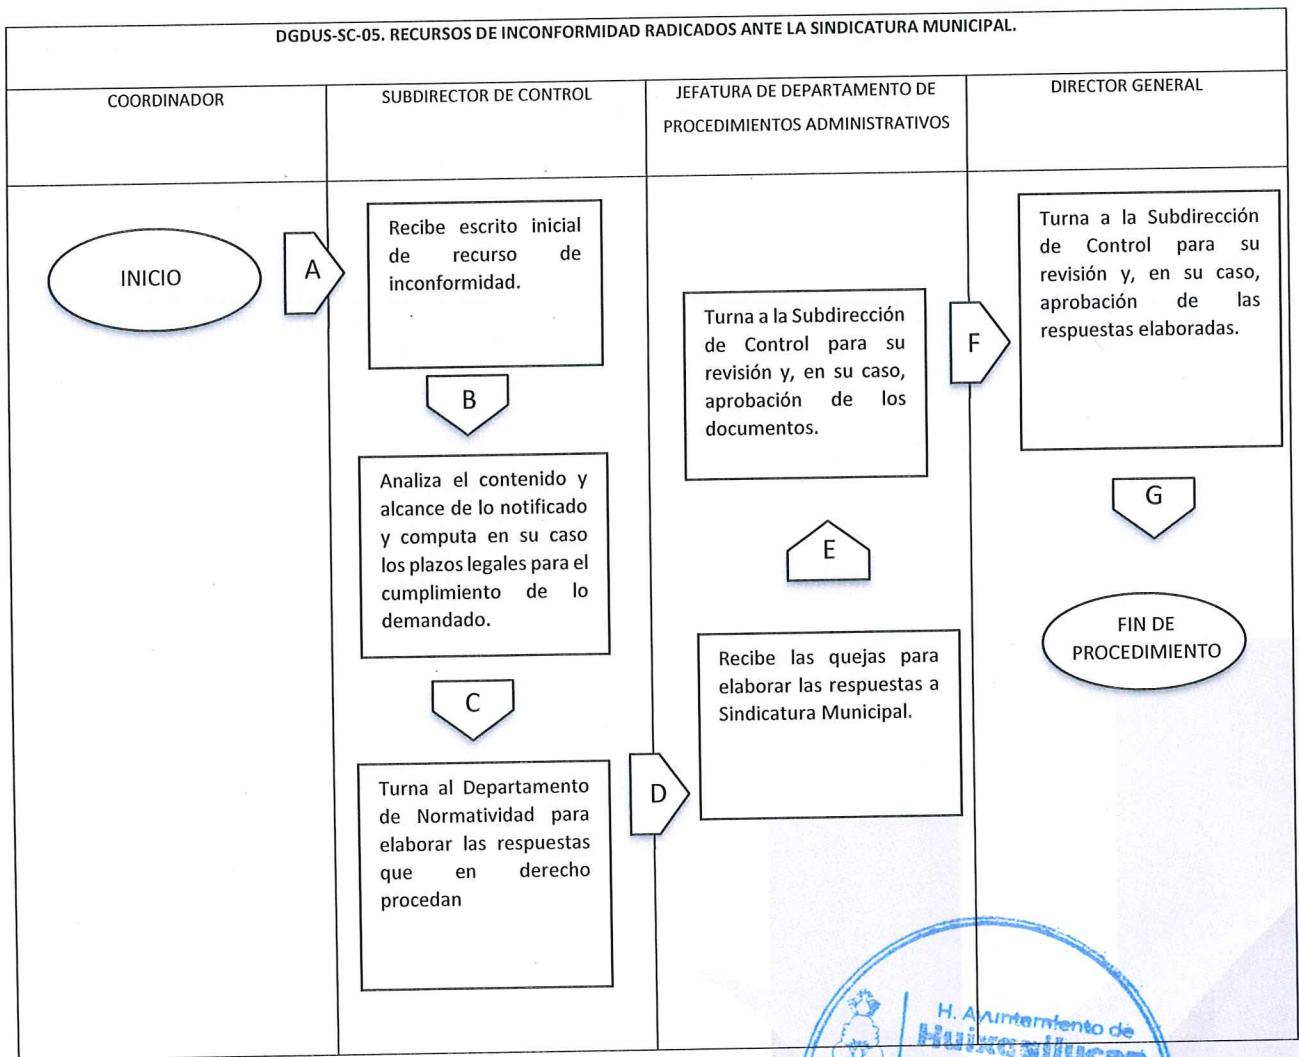 DGDUS-SC-05. RECURSOS DE INCONFORMIDAD RADICADOS ANTE LA SINDICATURA MUNICIPAL.
COORDINADOR
SUBDIRECTOR DE CONTROL
JEFATURA DE DEPARTAMENTO DE
PROCEDIMIENTOS ADMINISTRATIVOS
DIRECTOR GENERAL
INICIO
A
Recibe escrito inicial
de recurso de
inconformidad.
B
Analiza el contenido y
alcance de lo notificado
y computa en su caso
los plazos legales para el
cumplimiento de lo
demandado.
C
Turna al Departamento
de Normatividad para
elaborar las respuestas
que en derecho
procedan
D
Recibe las quejas para
elaborar las respuestas a
Sindicatura Municipal.
E
Turna a la Subdirección
de Control para su
revisión y, en su caso,
aprobación de los
documentos.
F
Turna a la Subdirección
de Control para su
revisión y, en su caso,
aprobación de las
respuestas elaboradas.
G
FIN DE
PROCEDIMIENTO
H. Ayuntamiento de
Huixquilucan